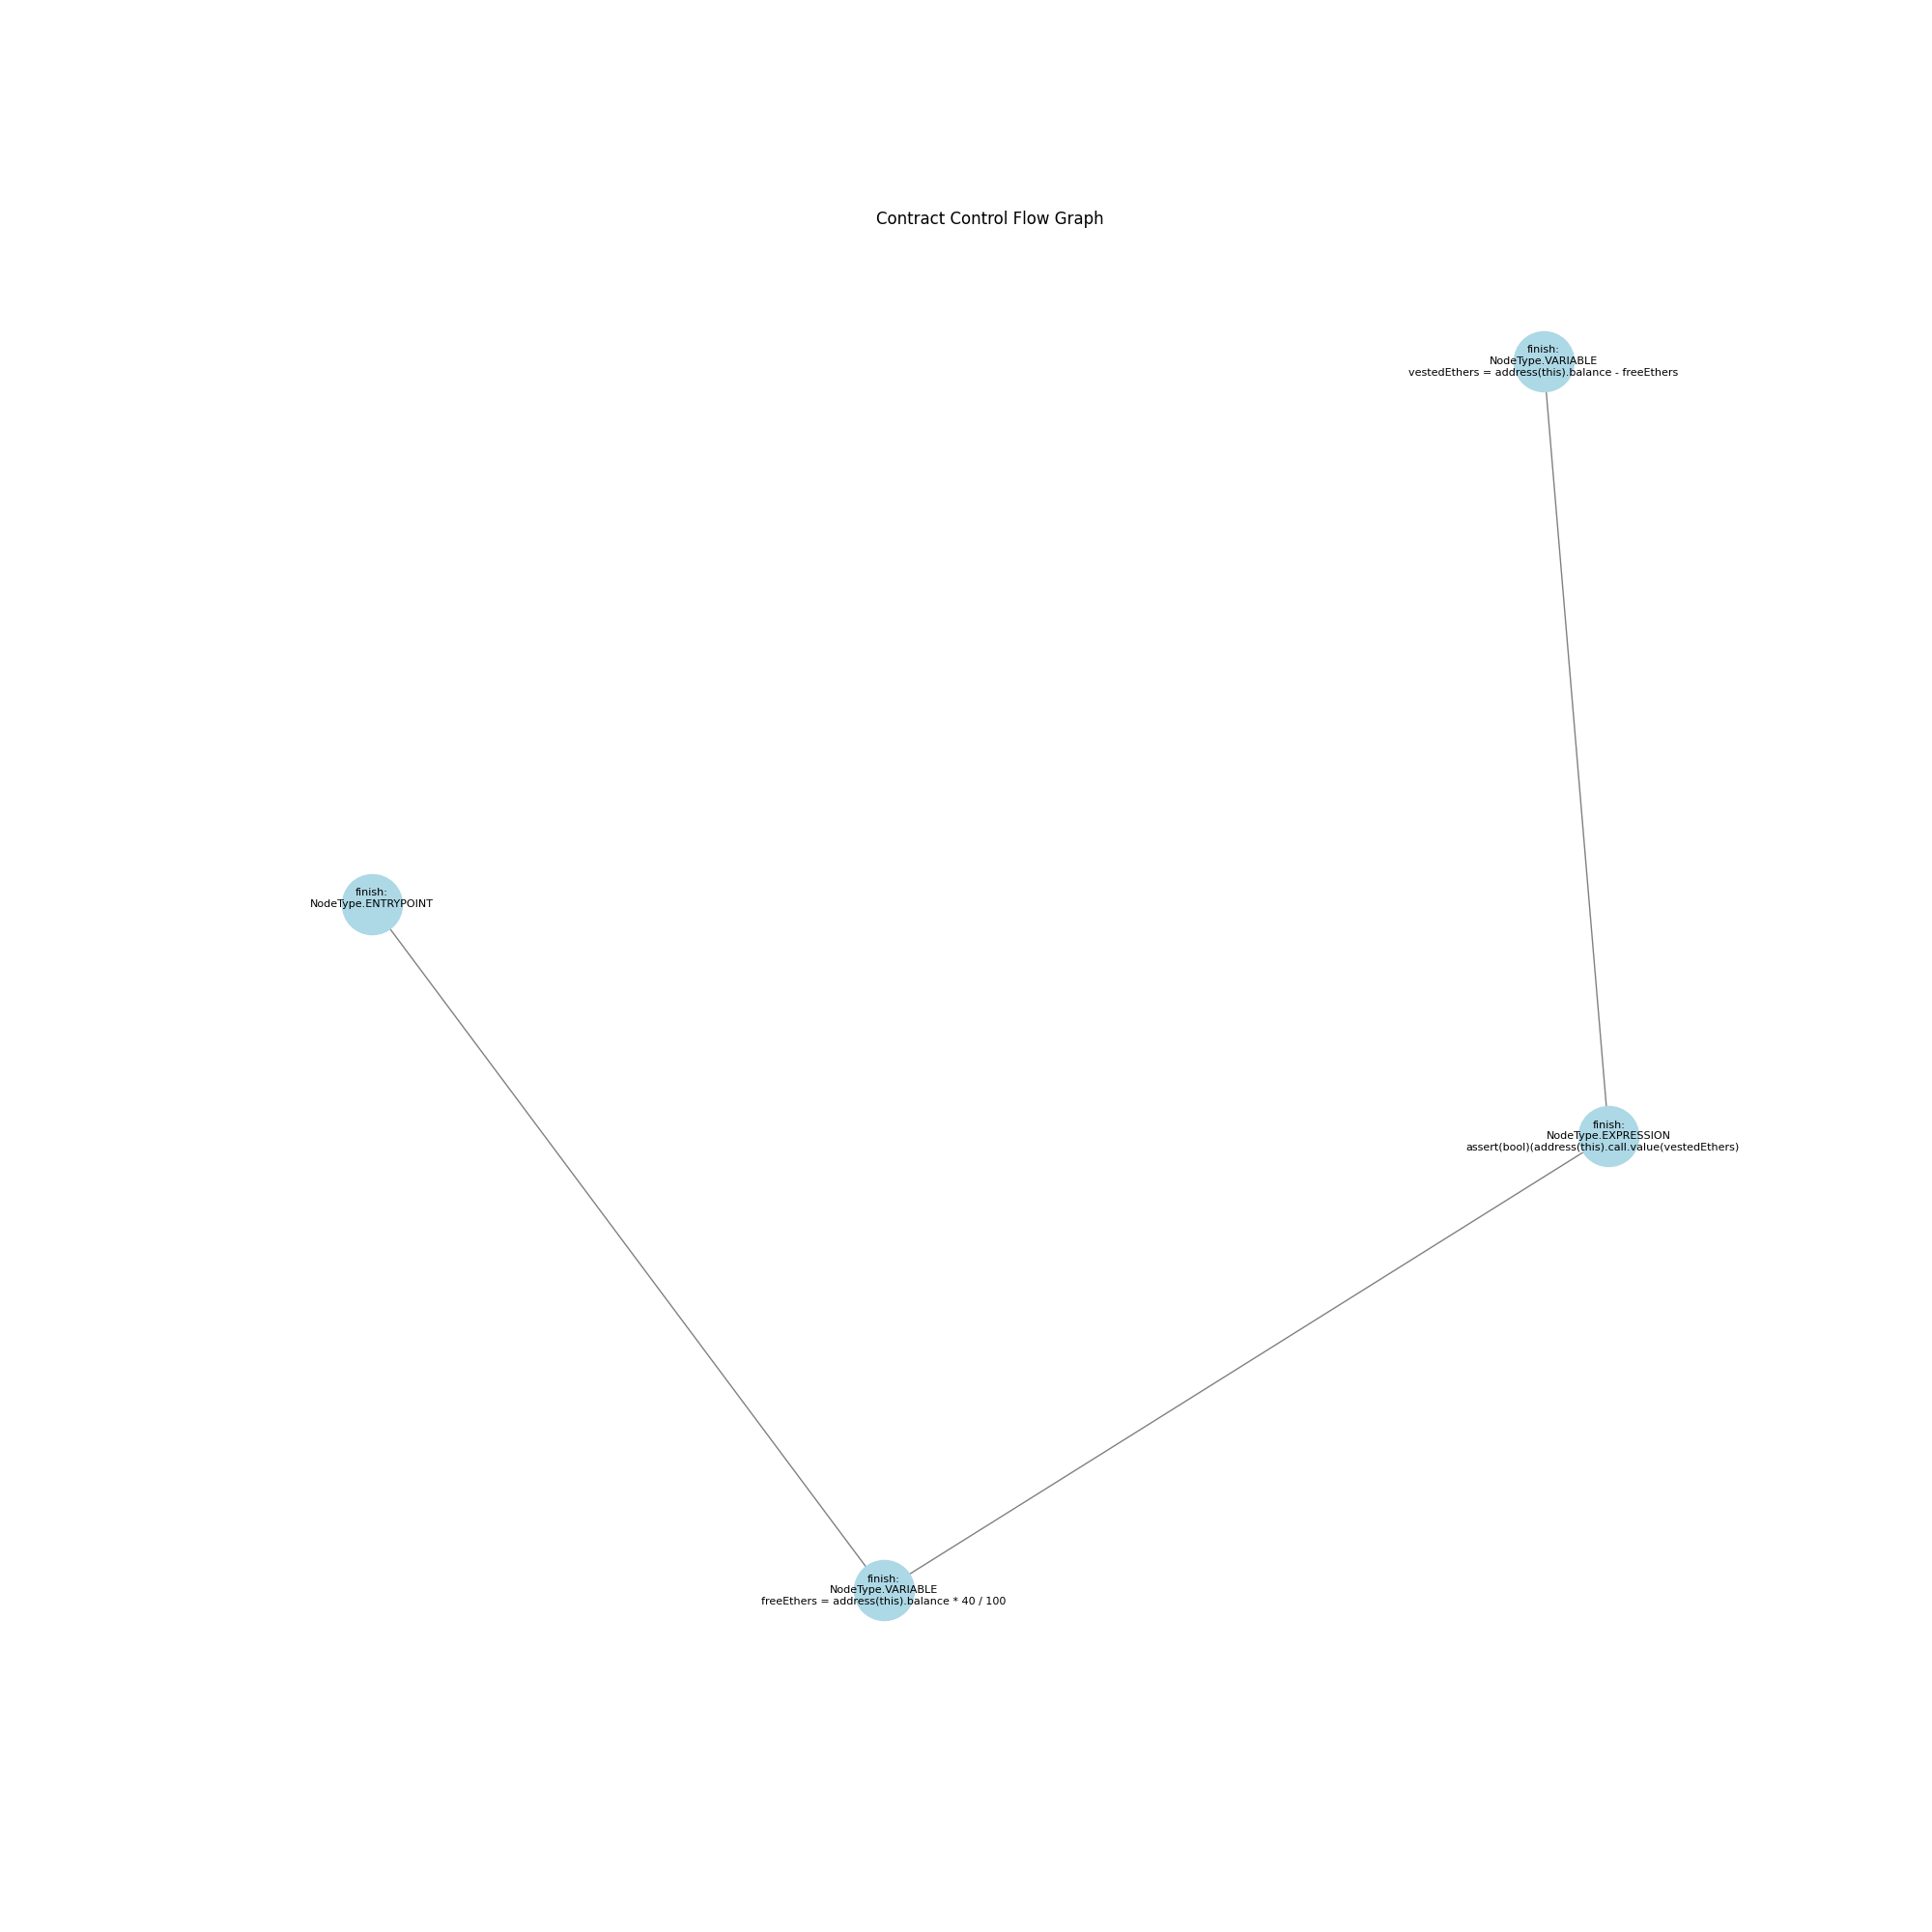 Contract Control Flow Graph
finish:
NodeType.VARIABLE
vestedEthers = address(this).balance - freeEthers
finish:
NodeType.ENTRYPOINT
finish:
NodeType.EXPRESSION
assert(bool)(address(this).call.value(vestedEthers)
finish:
NodeType.VARIABLE
freeEthers = address(this).balance * 40 / 100